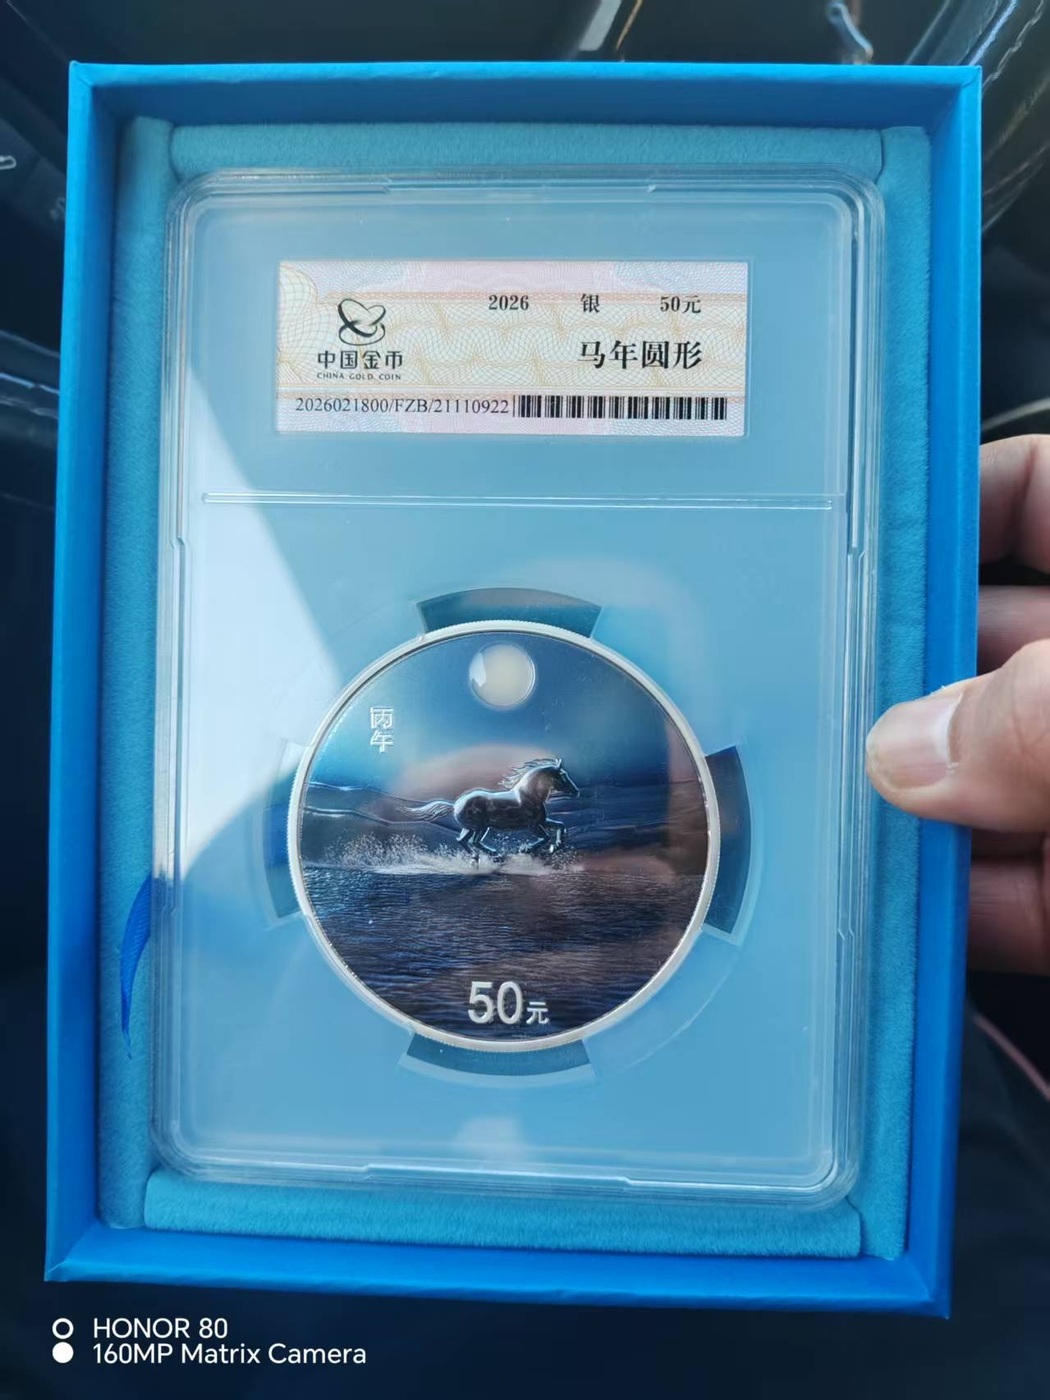 2026 银 50元
中国金币
CHINA GOLD COIN
马年圆形
2026021800/FZB/21110922
丙午
50元
HONOR 80
160MP Matrix Camera